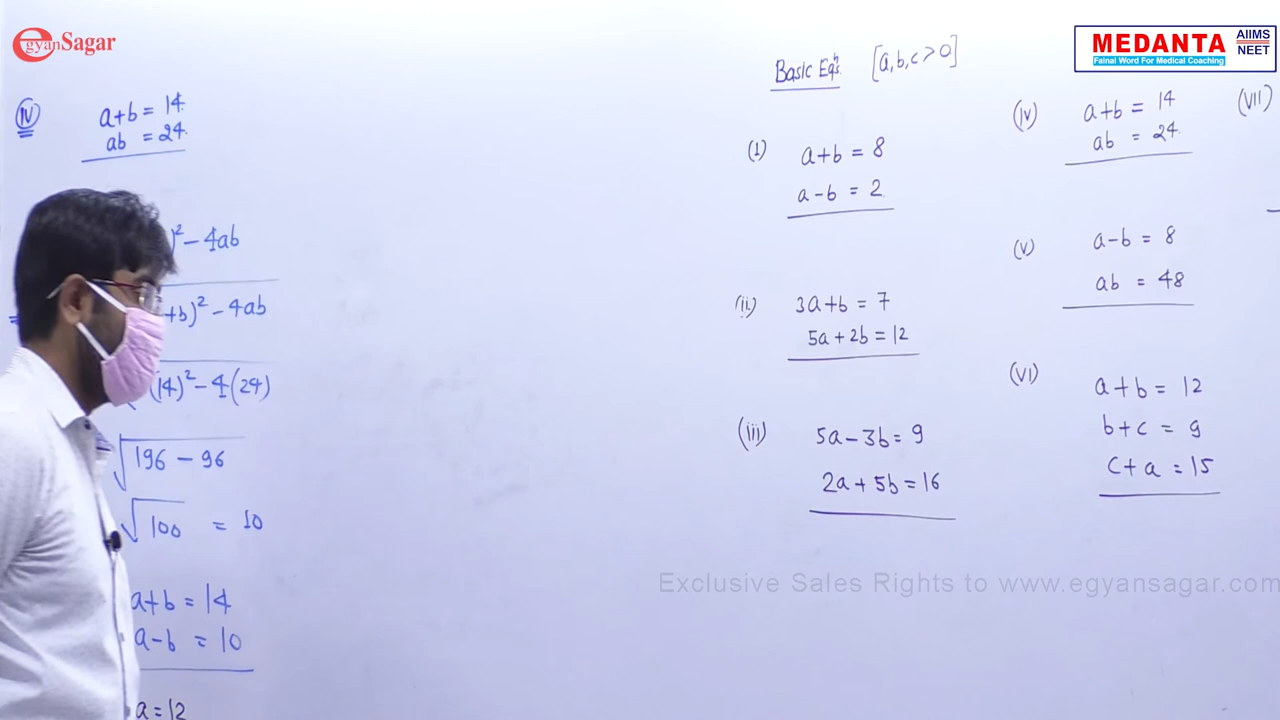 egyanSagar
MEDANTA
AIIMS
NEET
Fainal Word For Medical Coaching
(IV)
a+b = 14
ab = 24
)² – 4ab
+b)² – 4ab
(14)² – 4(24)
√196 – 96
√100 = 10
a+b = 14
a–b = 10
a=12
Basic Eqⁿs. [a,b,c>0]
(I)
a+b = 8
a–b = 2
(ii)
3a+b = 7
5a+2b=12
(iii)
5a–3b=9
2a+5b=16
(iv)
a+b = 14
ab = 24
(v)
a–b = 8
ab = 48
(VI)
a+b = 12
b+c = 9
c+a =15
(VII)
Exclusive Sales Rights to www.egyansagar.com